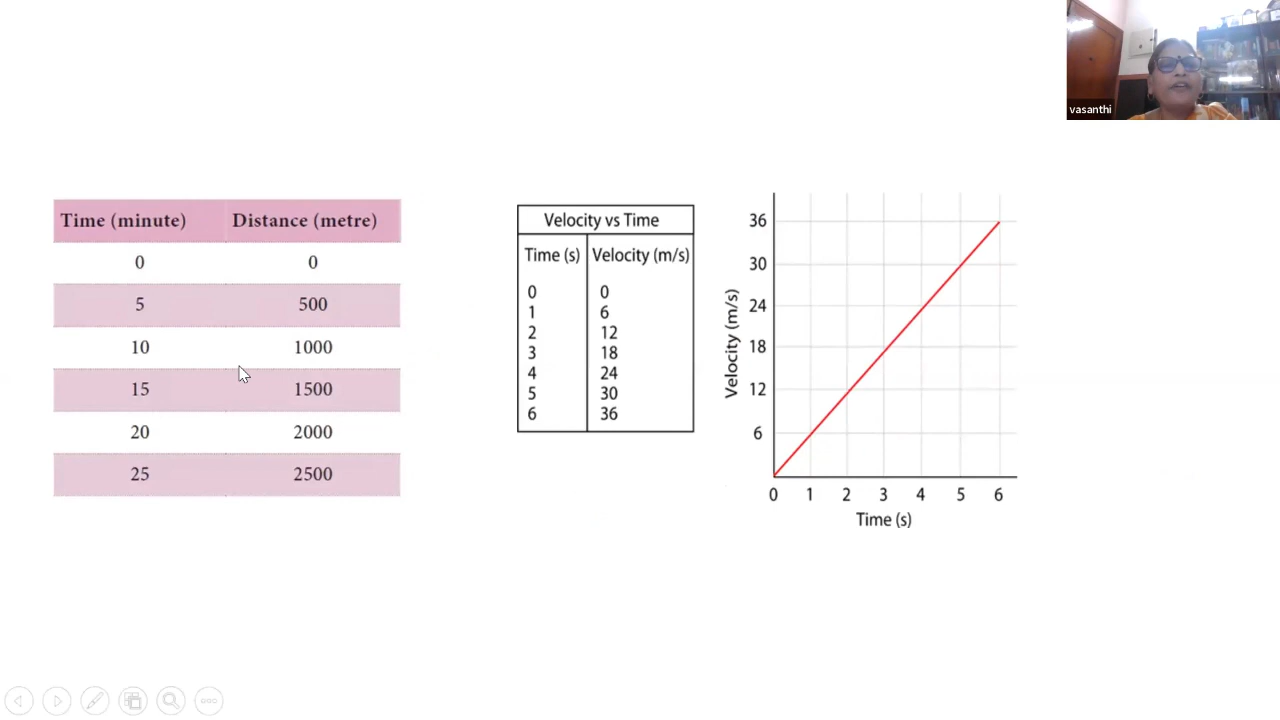 vasanthi
Time (minute) Distance (metre)
0 0
5 500
10 1000
15 1500
20 2000
25 2500
Velocity vs Time
Time (s) Velocity (m/s)
0 0
1 6
2 12
3 18
4 24
5 30
6 36
Velocity (m/s)
36
30
24
18
12
6
0 1 2 3 4 5 6
Time (s)